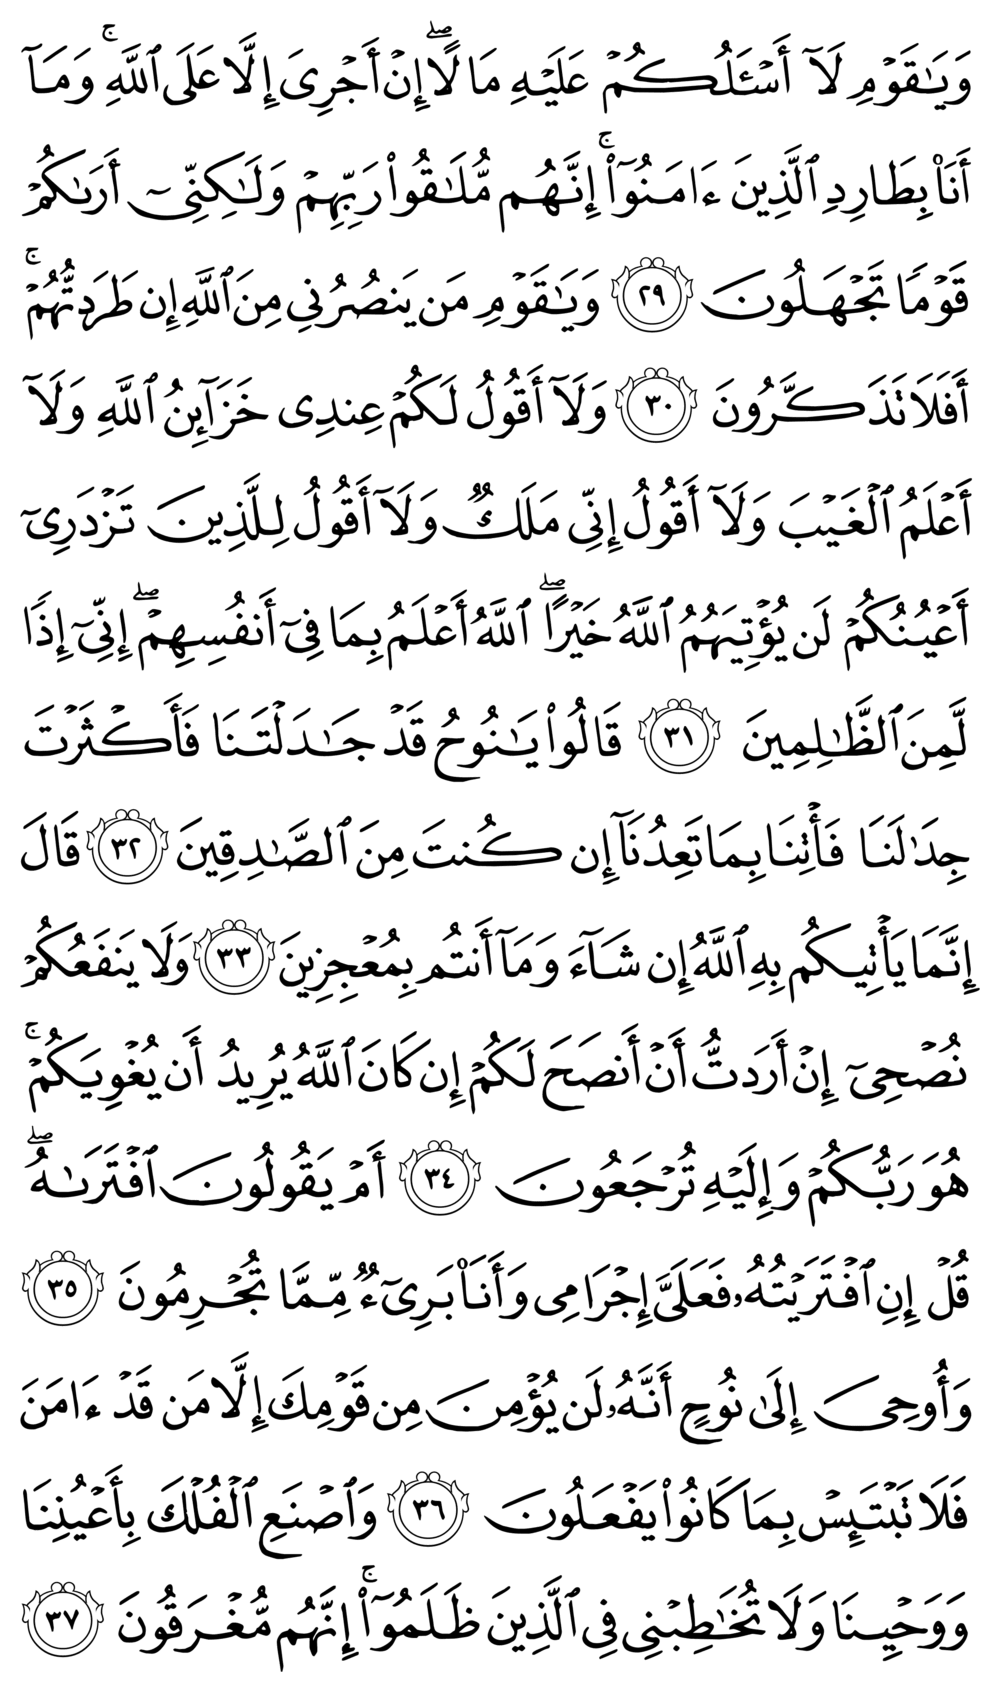 وَيَٰقَوْمِ لَآ أَسْـَٔلُكُمْ عَلَيْهِ مَالًا ۖ إِنْ أَجْرِىَ إِلَّا عَلَى ٱللَّهِ ۚ وَمَآ
أَنَا۠ بِطَارِدِ ٱلَّذِينَ ءَامَنُوٓا۟ ۚ إِنَّهُم مُّلَٰقُوا۟ رَبِّهِمْ وَلَٰكِنِّىٓ أَرَىٰكُمْ
قَوْمًا تَجْهَلُونَ ٢٩ وَيَٰقَوْمِ مَن يَنصُرُنِى مِنَ ٱللَّهِ إِن طَرَدتُّهُمْ ۚ
أَفَلَا تَذَكَّرُونَ ٣٠ وَلَآ أَقُولُ لَكُمْ عِندِى خَزَآئِنُ ٱللَّهِ وَلَآ
أَعْلَمُ ٱلْغَيْبَ وَلَآ أَقُولُ إِنِّى مَلَكٌ وَلَآ أَقُولُ لِلَّذِينَ تَزْدَرِىٓ
أَعْيُنُكُمْ لَن يُؤْتِيَهُمُ ٱللَّهُ خَيْرًا ۖ ٱللَّهُ أَعْلَمُ بِمَا فِىٓ أَنفُسِهِمْ ۖ إِنِّىٓ إِذًا
لَّمِنَ ٱلظَّٰلِمِينَ ٣١ قَالُوا۟ يَٰنُوحُ قَدْ جَٰدَلْتَنَا فَأَكْثَرْتَ
جِدَٰلَنَا فَأْتِنَا بِمَا تَعِدُنَآ إِن كُنتَ مِنَ ٱلصَّٰدِقِينَ ٣٢ قَالَ
إِنَّمَا يَأْتِيكُم بِهِ ٱللَّهُ إِن شَآءَ وَمَآ أَنتُم بِمُعْجِزِينَ ٣٣ وَلَا يَنفَعُكُمْ
نُصْحِىٓ إِنْ أَرَدتُّ أَنْ أَنصَحَ لَكُمْ إِن كَانَ ٱللَّهُ يُرِيدُ أَن يُغْوِيَكُمْ ۚ
هُوَ رَبُّكُمْ وَإِلَيْهِ تُرْجَعُونَ ٣٤ أَمْ يَقُولُونَ ٱفْتَرَىٰهُ ۖ
قُلْ إِنِ ٱفْتَرَيْتُهُۥ فَعَلَىَّ إِجْرَامِى وَأَنَا۠ بَرِىٓءٌ مِّمَّا تُجْرِمُونَ ٣٥
وَأُوحِىَ إِلَىٰ نُوحٍ أَنَّهُۥ لَن يُؤْمِنَ مِن قَوْمِكَ إِلَّا مَن قَدْ ءَامَنَ
فَلَا تَبْتَئِسْ بِمَا كَانُوا۟ يَفْعَلُونَ ٣٦ وَٱصْنَعِ ٱلْفُلْكَ بِأَعْيُنِنَا
وَوَحْيِنَا وَلَا تُخَٰطِبْنِى فِى ٱلَّذِينَ ظَلَمُوٓا۟ ۚ إِنَّهُم مُّغْرَقُونَ ٣٧